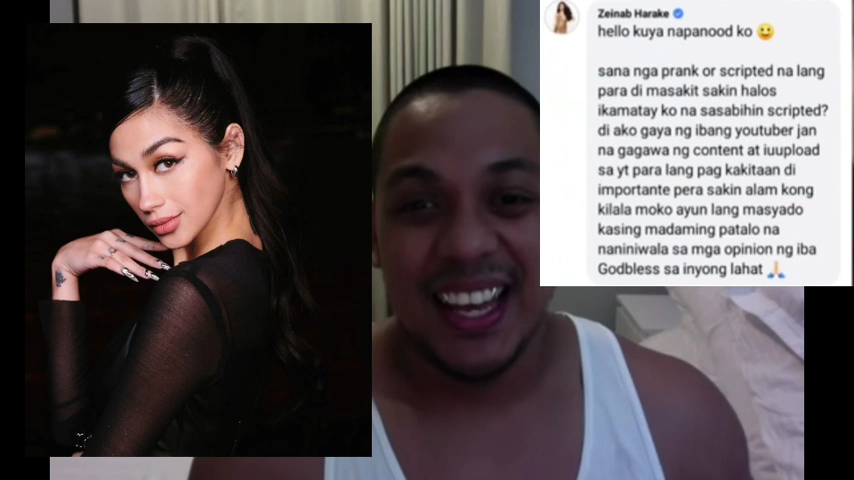 Zeinab Harake
hello kuya napanood ko 😀
sana nga prank or scripted na lang
para di masakit sakin halos
ikamatay ko na sasabihin scripted?
di ako gaya ng ibang youtuber jan
na gagawa ng content at iuupload
sa yt para lang pag kakitaan di
importante pera sakin alam kong
kilala moko ayun lang masyado
kasing madaming patalo na
naniniwala sa mga opinion ng iba
Godbless sa inyong lahat 🙏🏻